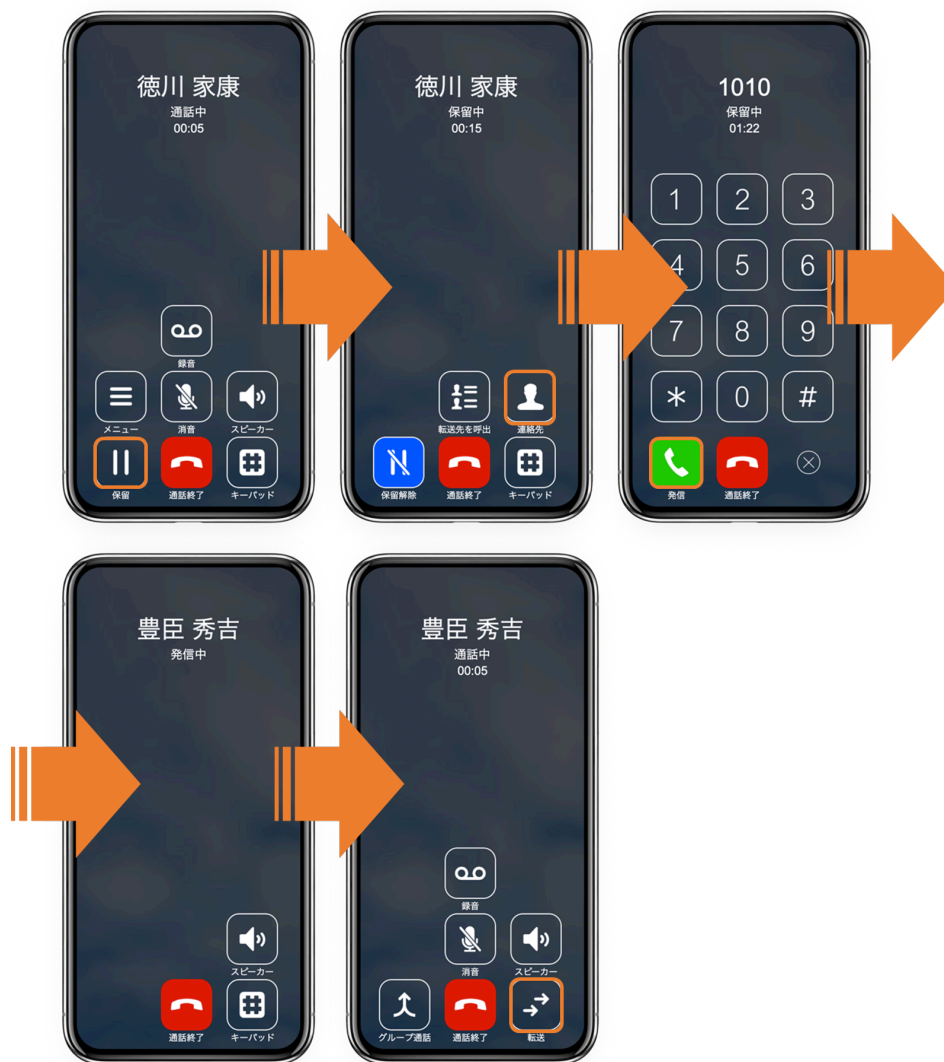 徳川 家康
通話中
00:05
録音
メニュー 消音 スピーカー
保留 通話終了 キーパッド
徳川 家康
保留中
00:15
転送先を呼出 連絡先
保留解除 通話終了 キーパッド
1010
保留中
01:22
1 2 3
4 5 6
7 8 9
* 0 #
発信 通話終了
豊臣 秀吉
発信中
スピーカー
通話終了 キーパッド
豊臣 秀吉
通話中
00:05
録音
消音 スピーカー
グループ通話 通話終了 転送